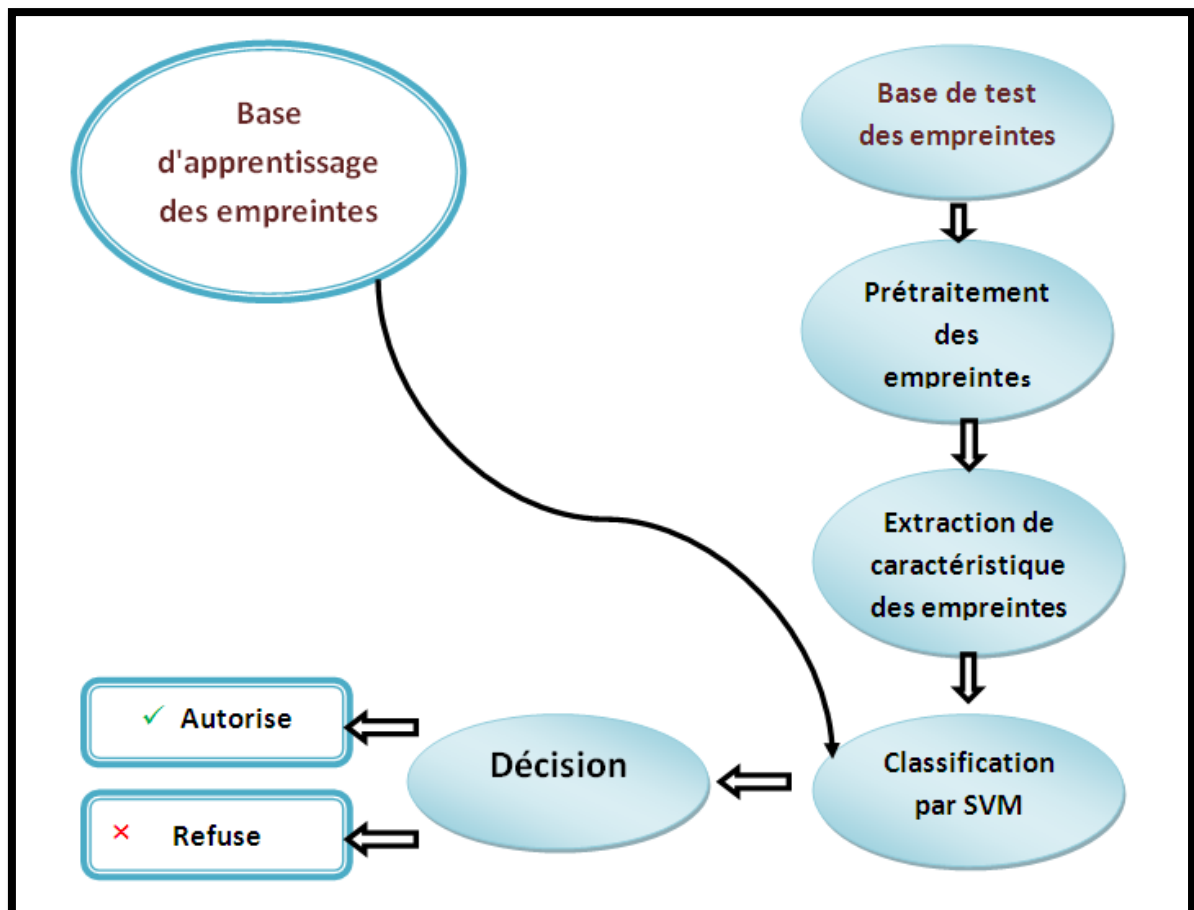 Base
d'apprentissage
des empreintes
Base de test
des empreintes
Prétraitement
des
empreintes
Extraction de
caractéristique
des empreintes
Classification
par SVM
Décision
✓ Autorise
× Refuse